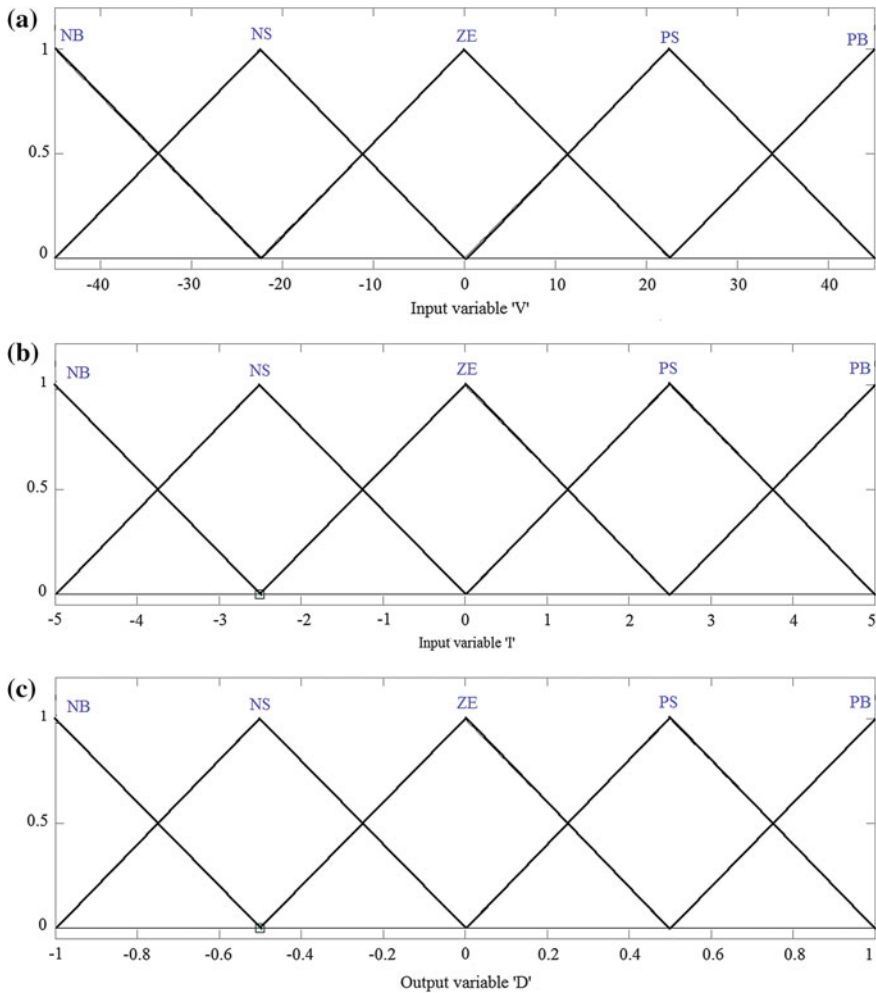 (a)
NB NS ZE PS PB
1
0.5
0
-40 -30 -20 -10 0 10 20 30 40
Input variable 'V'
(b)
NB NS ZE PS PB
1
0.5
0
-5 -4 -3 -2 -1 0 1 2 3 4 5
Input variable 'I'
(c)
NB NS ZE PS PB
1
0.5
0
-1 -0.8 -0.6 -0.4 -0.2 0 0.2 0.4 0.6 0.8 1
Output variable 'D'